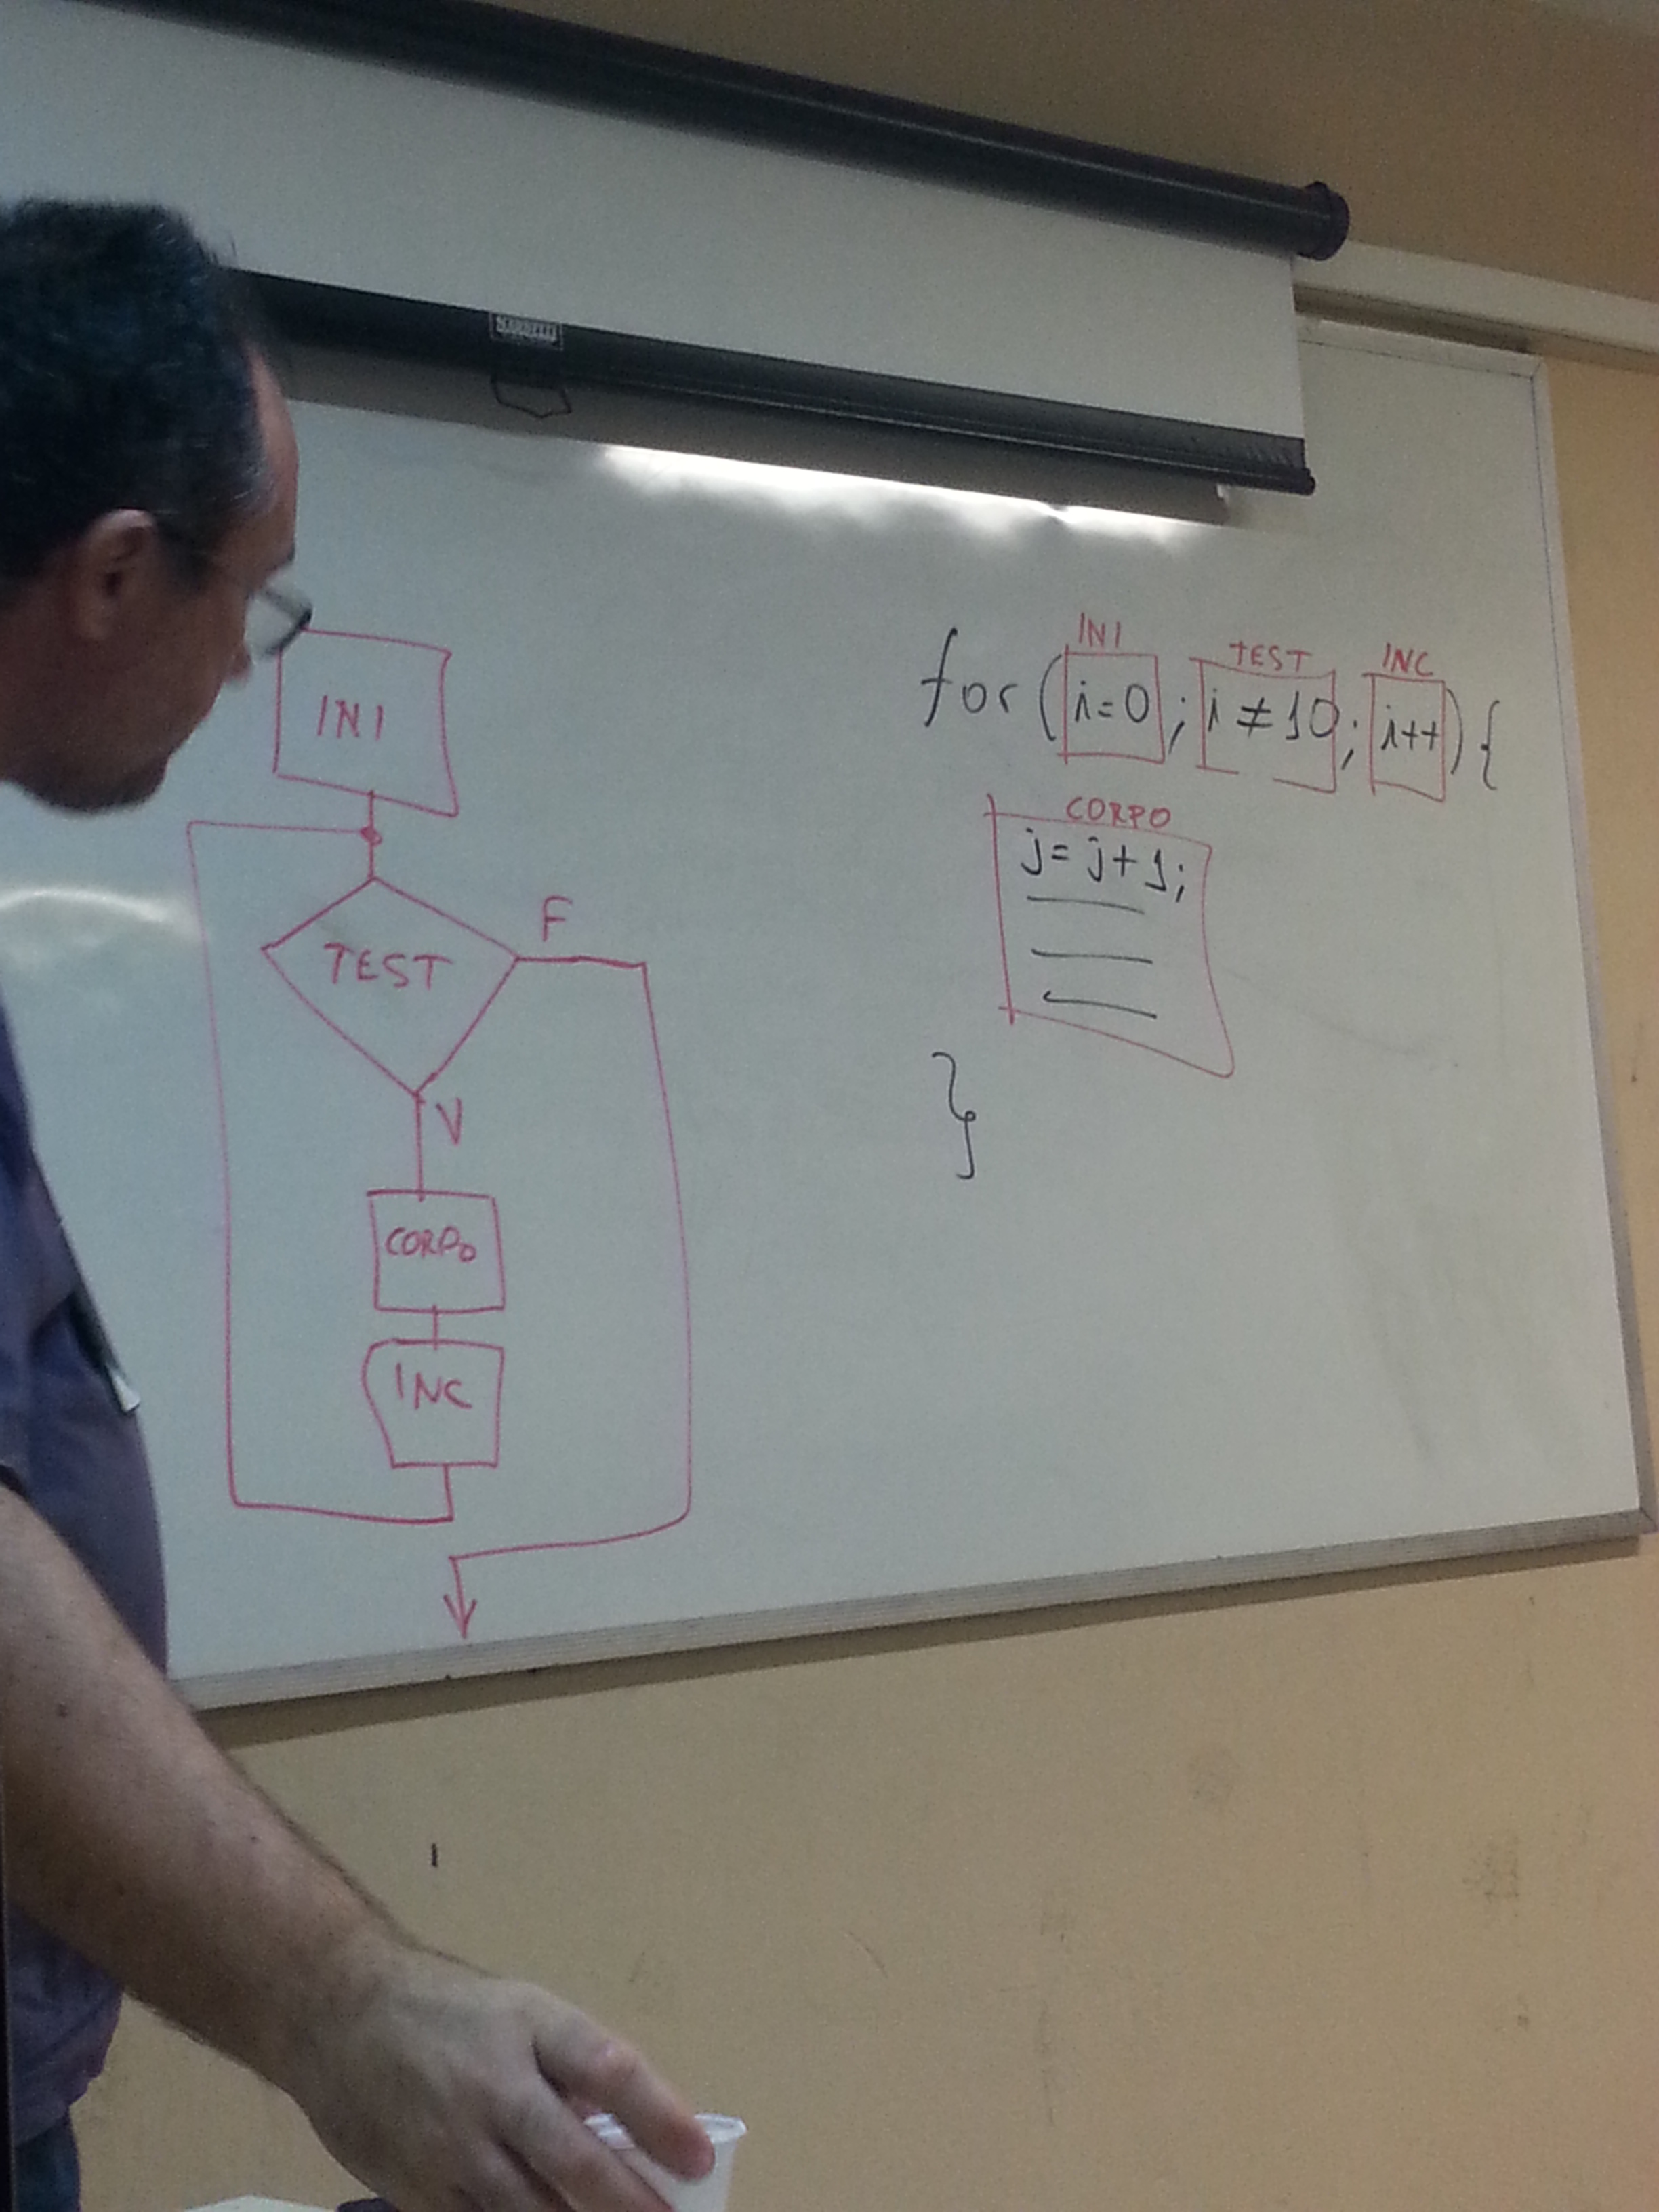 INI
TEST
F
V
CORPO
INC
INI TEST INC
for (i=0; i≠10; i++) {
CORPO
j= j+1;
}